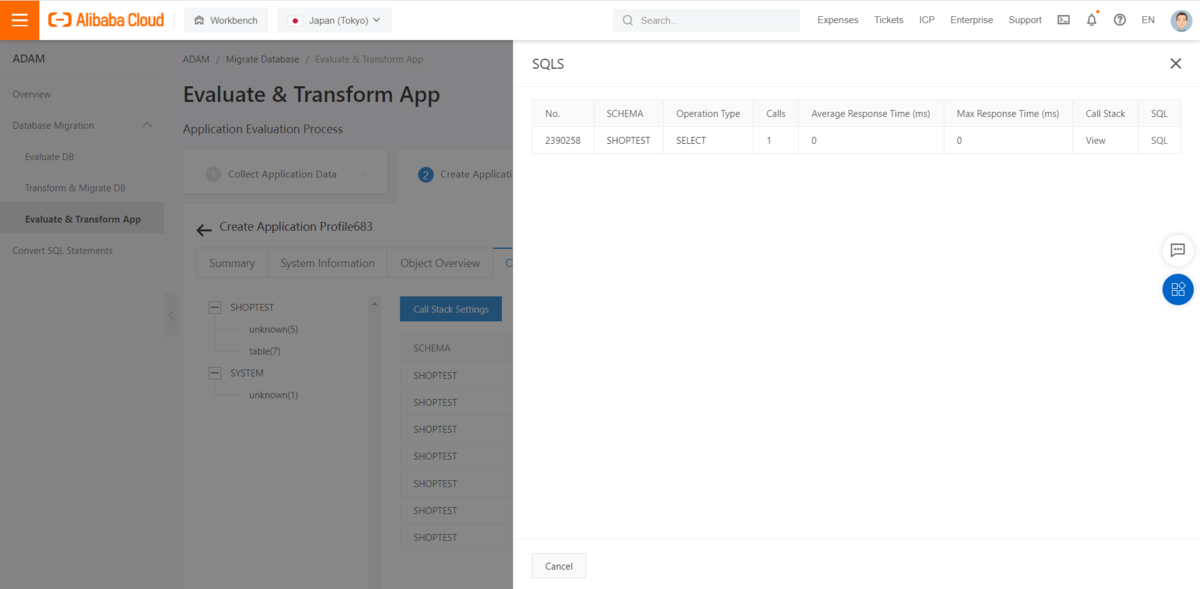 Alibaba Cloud
Workbench
Japan (Tokyo)
Search...
Expenses Tickets ICP Enterprise Support EN
ADAM
Overview
Database Migration
Evaluate DB
Transform & Migrate DB
Evaluate & Transform App
Convert SQL Statements
ADAM / Migrate Database / Evaluate & Transform App
Evaluate & Transform App
Application Evaluation Process
1 Collect Application Data
2 Create Applicati
Create Application Profile683
Summary System Information Object Overview
SHOPTEST
unknown(5)
table(7)
SYSTEM
unknown(1)
Call Stack Settings
SCHEMA
SHOPTEST
SHOPTEST
SHOPTEST
SHOPTEST
SHOPTEST
SHOPTEST
SHOPTEST
SQLS
No. SCHEMA Operation Type Calls Average Response Time (ms) Max Response Time (ms) Call Stack SQL
2390258 SHOPTEST SELECT 1 0 0 View SQL
Cancel